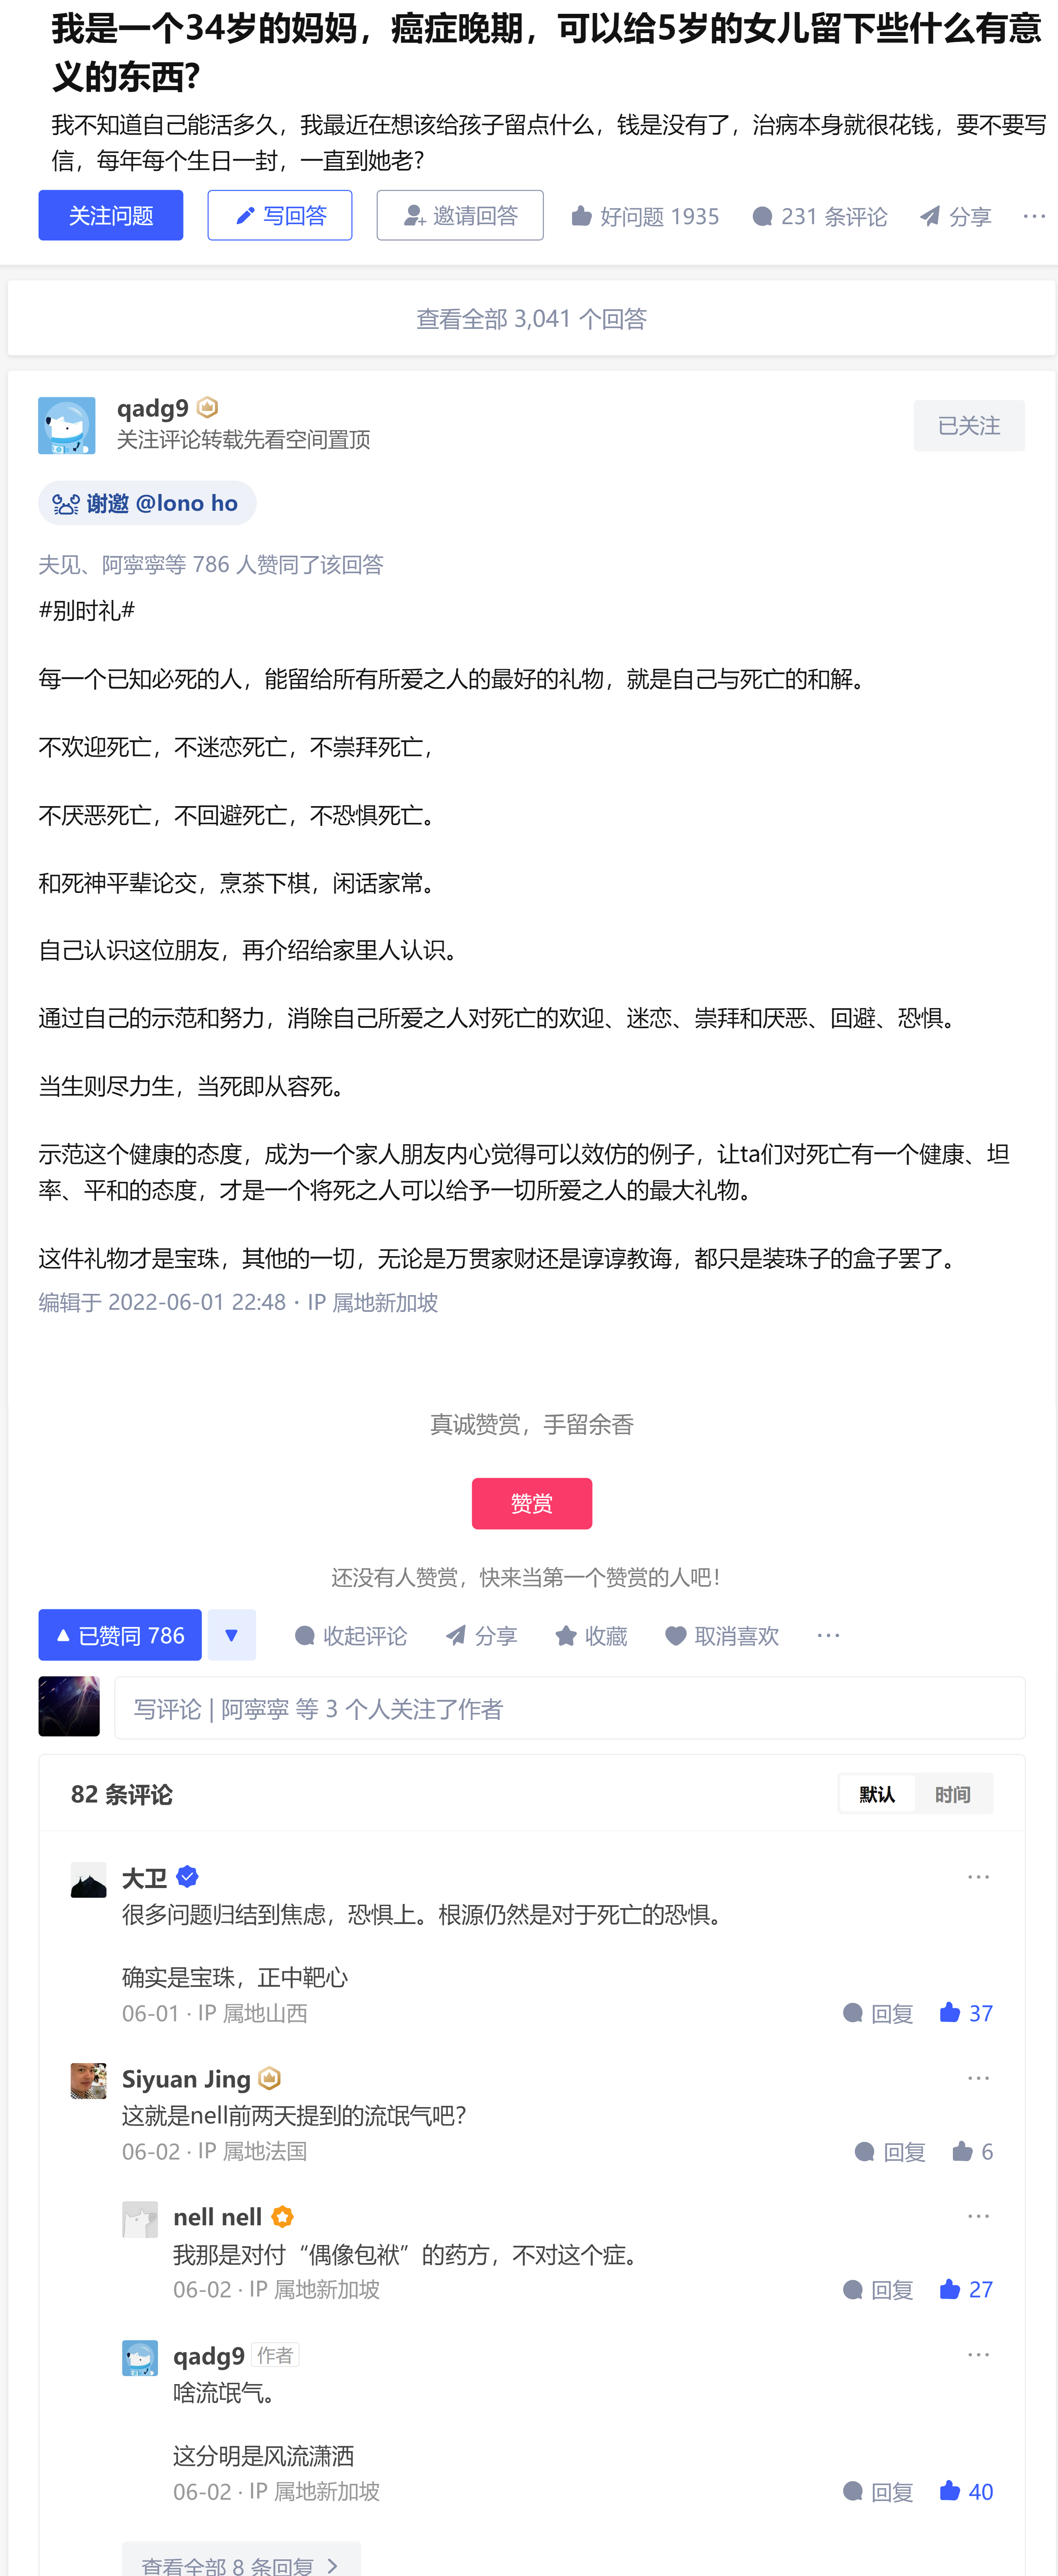 我是一个34岁的妈妈，癌症晚期，可以给5岁的女儿留下些什么有意
义的东西?
我不知道自己能活多久，我最近在想该给孩子留点什么，钱是没有了，治病本身就很花钱，要不要写
信，每年每个生日一封，一直到她老?
关注问题 写回答 邀请回答 好问题 1935 231 条评论 分享 ···
查看全部 3,041 个回答
qadg9
关注评论转载先看空间置顶
已关注
谢邀 @lono ho
夫见、阿寧寧等 786 人赞同了该回答
#别时礼#
每一个已知必死的人，能留给所有所爱之人的最好的礼物，就是自己与死亡的和解。
不欢迎死亡，不迷恋死亡，不崇拜死亡，
不厌恶死亡，不回避死亡，不恐惧死亡。
和死神平辈论交，烹茶下棋，闲话家常。
自己认识这位朋友，再介绍给家里人认识。
通过自己的示范和努力，消除自己所爱之人对死亡的欢迎、迷恋、崇拜和厌恶、回避、恐惧。
当生则尽力生，当死即从容死。
示范这个健康的态度，成为一个家人朋友内心觉得可以效仿的例子，让ta们对死亡有一个健康、坦
率、平和的态度，才是一个将死之人可以给予一切所爱之人的最大礼物。
这件礼物才是宝珠，其他的一切，无论是万贯家财还是谆谆教诲，都只是装珠子的盒子罢了。
编辑于 2022-06-01 22:48 · IP 属地新加坡
真诚赞赏，手留余香
赞赏
还没有人赞赏，快来当第一个赞赏的人吧！
已赞同 786 收起评论 分享 收藏 取消喜欢 ···
写评论 | 阿寧寧 等 3 个人关注了作者
82 条评论 默认 时间
大卫 ···
很多问题归结到焦虑，恐惧上。根源仍然是对于死亡的恐惧。
确实是宝珠，正中靶心
06-01 · IP 属地山西 回复 37
Siyuan Jing ···
这就是nell前两天提到的流氓气吧?
06-02 · IP 属地法国 回复 6
nell nell ···
我那是对付“偶像包袱”的药方，不对这个症。
06-02 · IP 属地新加坡 回复 27
qadg9 作者 ···
啥流氓气。
这分明是风流潇洒
06-02 · IP 属地新加坡 回复 40
查看全部 8 条回复